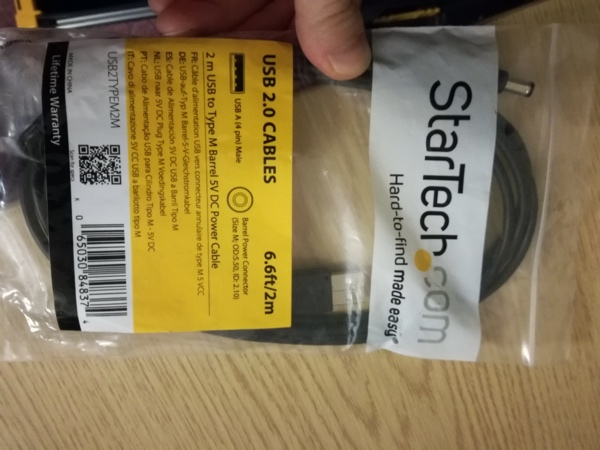 StarTech.com
Hard-to-find made easy®
USB 2.0 CABLES
6.6ft/2m
USB A (4 pin) Male
Barrel Power Connector
(Size M; OD:5.50, ID: 2.10)
2 m USB to Type M Barrel 5V DC Power Cable
FR: Câble d'alimentation USB vers connecteur annulaire de type M 5 VCC
DE: USB-auf-Typ M Barrel-5-V-Gleichstromkabel
ES: Cable de Alimentación 5V DC USB a Barril Tipo M
NL: USB naar 5V DC Plug Type M Voedingskabel
PT: Cabo de Alimentação USB para Cilindro Tipo M - 5V DC
IT: Cavo di alimentazione 5V CC USB a barilotto tipo M
USB2TYPEM2M
Scan for specs
K
0 65030 84837 4
MADE IN CHINA
Lifetime Warranty